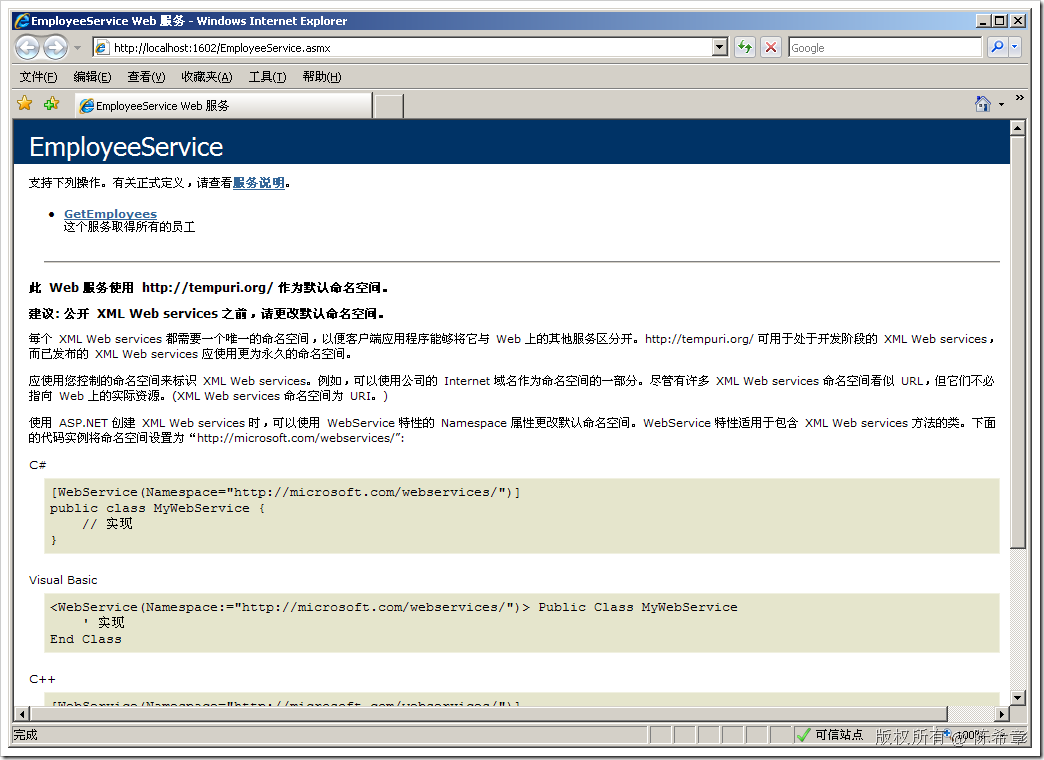 EmployeeService Web 服务 - Windows Internet Explorer
http://localhost:1602/EmployeeService.asmx
Google
文件(F) 编辑(E) 查看(V) 收藏夹(A) 工具(T) 帮助(H)
EmployeeService Web 服务
EmployeeService
支持下列操作。有关正式定义，请查看服务说明。
• GetEmployees
这个服务取得所有的员工
此 Web 服务使用 http://tempuri.org/ 作为默认命名空间。
建议: 公开 XML Web services 之前，请更改默认命名空间。
每个 XML Web services 都需要一个唯一的命名空间，以便客户端应用程序能够将它与 Web 上的其他服务区分开。http://tempuri.org/ 可用于处于开发阶段的 XML Web services，
而已发布的 XML Web services 应使用更为永久的命名空间。
应使用您控制的命名空间来标识 XML Web services。例如，可以使用公司的 Internet 域名作为命名空间的一部分。尽管有许多 XML Web services 命名空间看似 URL，但它们不必
指向 Web 上的实际资源。(XML Web services 命名空间为 URI。)
使用 ASP.NET 创建 XML Web services 时，可以使用 WebService 特性的 Namespace 属性更改默认命名空间。WebService 特性适用于包含 XML Web services 方法的类。下面
的代码实例将命名空间设置为“http://microsoft.com/webservices/”:
C#
[WebService(Namespace="http://microsoft.com/webservices/")]
public class MyWebService {
// 实现
}
Visual Basic
<WebService(Namespace:="http://microsoft.com/webservices/")> Public Class MyWebService
' 实现
End Class
C++
[WebService(Namespace="http://microsoft.com/webservices/")]
完成
可信站点
100%
版权所有 @ 陈希章